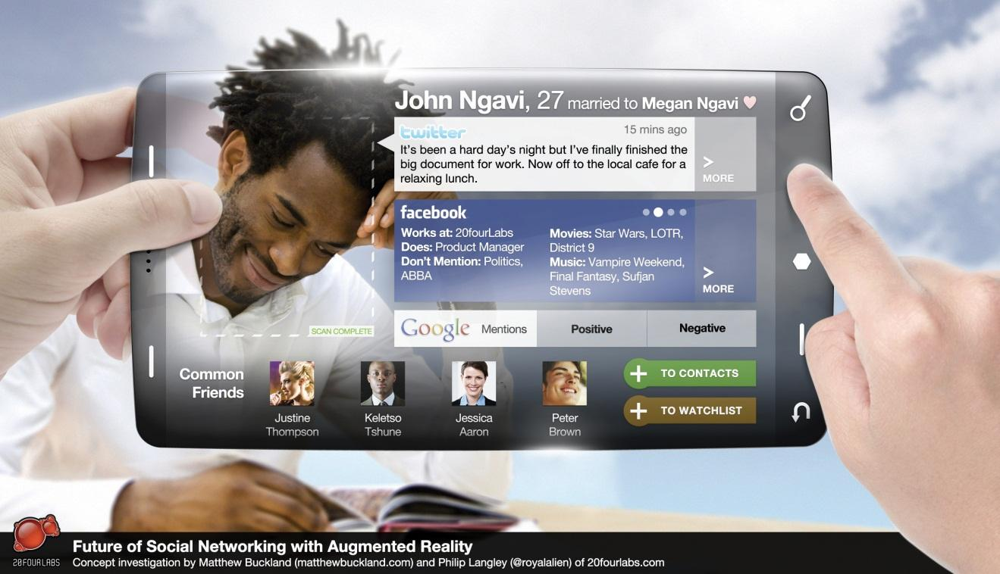 John Ngavi, 27 married to Megan Ngavi
twitter
15 mins ago
It's been a hard day's night but I've finally finished the
big document for work. Now off to the local cafe for a
relaxing lunch.
>
MORE
facebook
Works at: 20fourLabs
Does: Product Manager
Don't Mention: Politics,
ABBA
Movies: Star Wars, LOTR,
District 9
Music: Vampire Weekend,
Final Fantasy, Sufjan
Stevens
>
MORE
Google Mentions
Positive
Negative
SCAN COMPLETE
Common
Friends
Justine
Thompson
Keletso
Tshune
Jessica
Aaron
Peter
Brown
+ TO CONTACTS
+ TO WATCHLIST
20FOURLABS
Future of Social Networking with Augmented Reality
Concept investigation by Matthew Buckland (matthewbuckland.com) and Philip Langley (@royalalien) of 20fourlabs.com